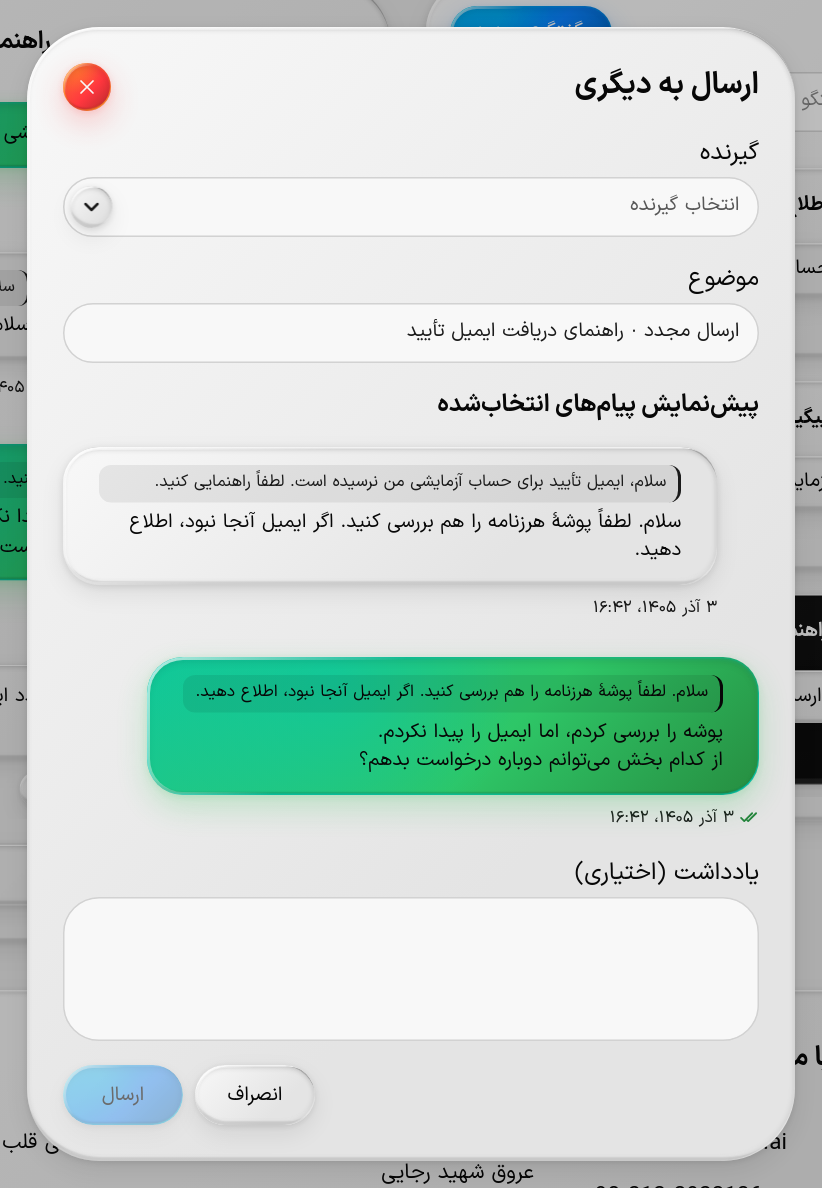 ارسال به دیگری
گیرنده
انتخاب گیرنده
موضوع
ارسال مجدد · راهنمای دریافت ایمیل تأیید
پیش‌نمایش پیام‌های انتخاب‌شده
سلام، ایمیل تأیید برای حساب آزمایشی من نرسیده است. لطفاً راهنمایی کنید.
سلام. لطفاً پوشهٔ هرزنامه را هم بررسی کنید. اگر ایمیل آنجا نبود، اطلاع
دهید.
۳ آذر ۱۴۰۵، ۱۶:۴۲
سلام. لطفاً پوشهٔ هرزنامه را هم بررسی کنید. اگر ایمیل آنجا نبود، اطلاع دهید.
پوشه را بررسی کردم، اما ایمیل را پیدا نکردم.
از کدام بخش می‌توانم دوباره درخواست بدهم؟
۳ آذر ۱۴۰۵، ۱۶:۴۲
یادداشت (اختیاری)
انصراف
ارسال
عروق شهید رجایی